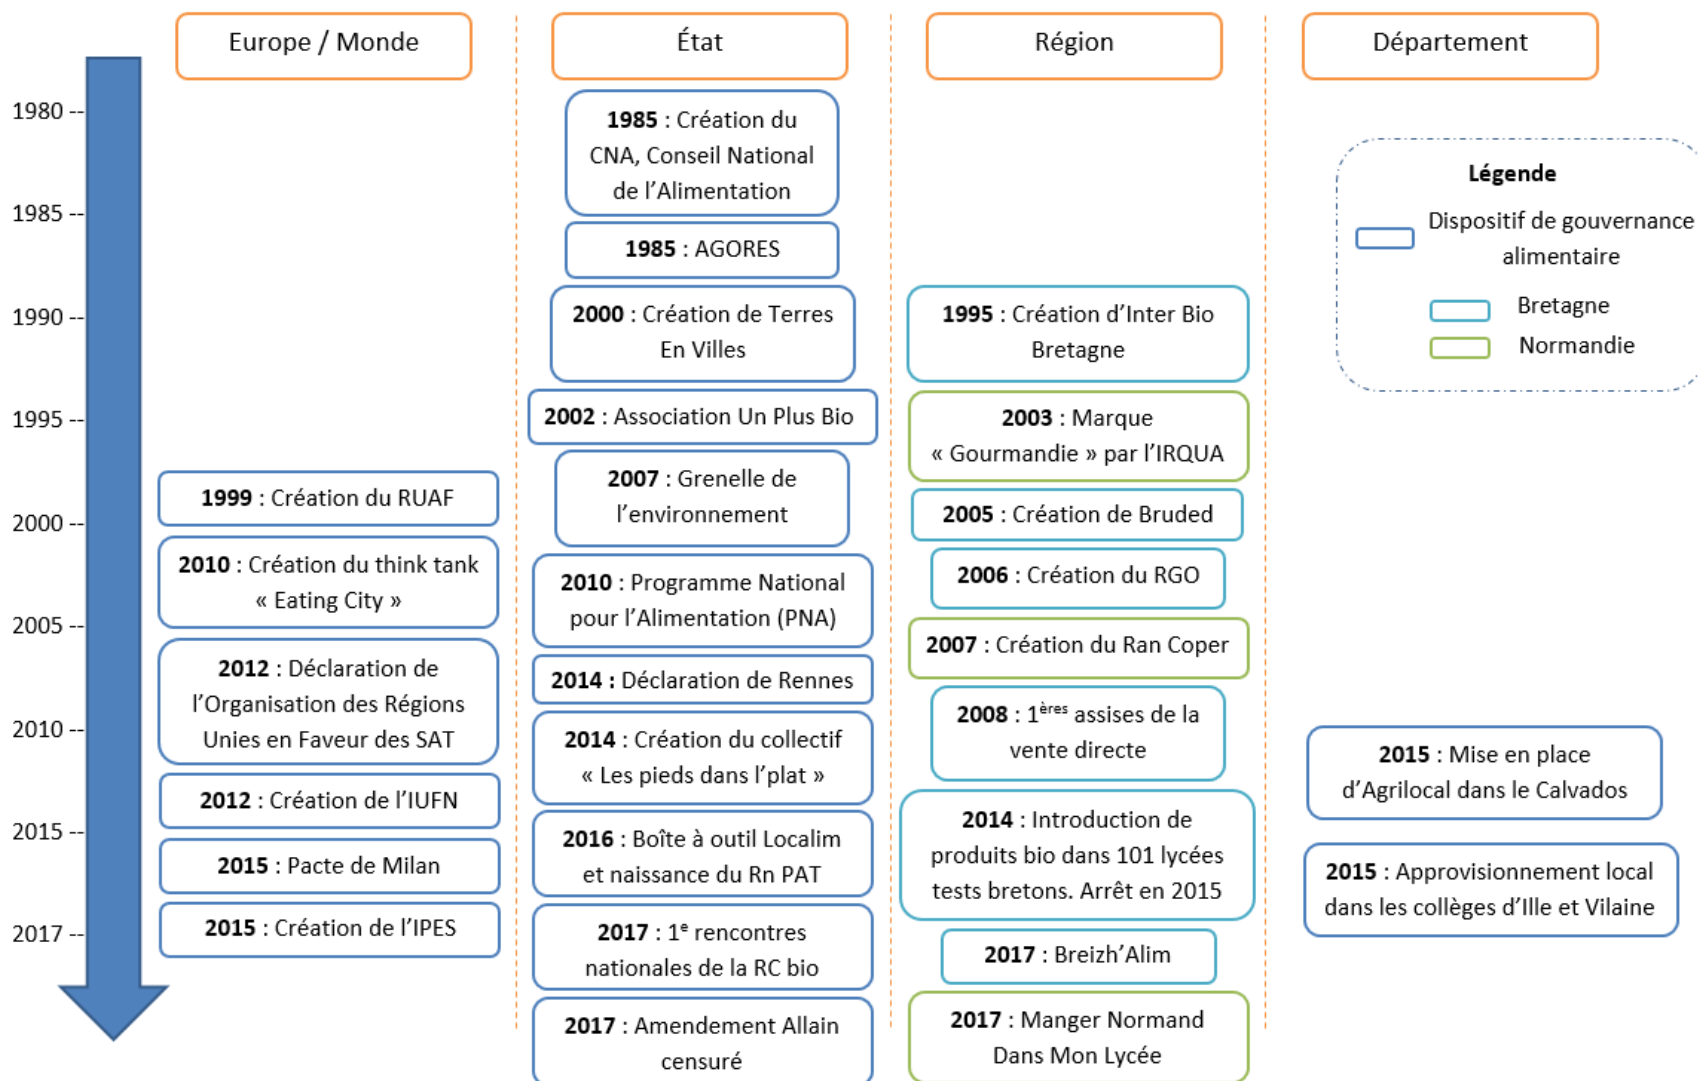 Europe / Monde
État
Région
Département
1980 --
1985 --
1990 --
1995 --
2000 --
2005 --
2010 --
2015 --
2017 --
1999 : Création du RUAF
2010 : Création du think tank
« Eating City »
2012 : Déclaration de
l’Organisation des Régions
Unies en Faveur des SAT
2012 : Création de l’IUFN
2015 : Pacte de Milan
2015 : Création de l’IPES
1985 : Création du
CNA, Conseil National
de l’Alimentation
1985 : AGORES
2000 : Création de Terres
En Villes
2002 : Association Un Plus Bio
2007 : Grenelle de
l’environnement
2010 : Programme National
pour l’Alimentation (PNA)
2014 : Déclaration de Rennes
2014 : Création du collectif
« Les pieds dans l’plat »
2016 : Boîte à outil Localim
et naissance du Rn PAT
2017 : 1e rencontres
nationales de la RC bio
2017 : Amendement Allain
censuré
1995 : Création d’Inter Bio
Bretagne
2003 : Marque
« Gourmandie » par l’IRQUA
2005 : Création de Bruded
2006 : Création du RGO
2007 : Création du Ran Coper
2008 : 1ères assises de la
vente directe
2014 : Introduction de
produits bio dans 101 lycées
tests bretons. Arrêt en 2015
2017 : Breizh’Alim
2017 : Manger Normand
Dans Mon Lycée
Légende
Dispositif de gouvernance
alimentaire
Bretagne
Normandie
2015 : Mise en place
d’Agrilocal dans le Calvados
2015 : Approvisionnement local
dans les collèges d’Ille et Vilaine